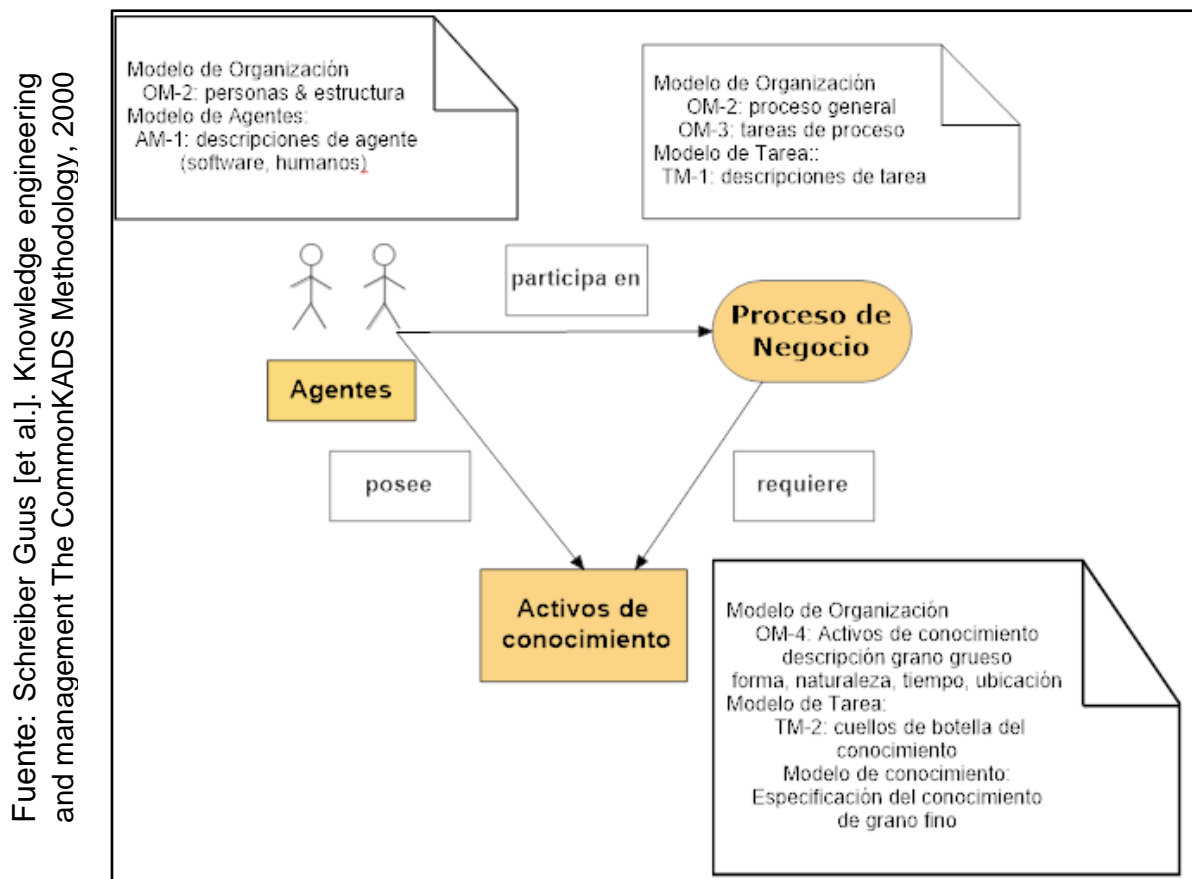 Fuente: Schreiber Guus [et al.]. Knowledge engineering
and management The CommonKADS Methodology, 2000
Modelo de Organización
OM-2: personas & estructura
Modelo de Agentes:
AM-1: descripciones de agente
(software, humanos)
Modelo de Organización
OM-2: proceso general
OM-3: tareas de proceso
Modelo de Tarea::
TM-1: descripciones de tarea
participa en
Proceso de
Negocio
Agentes
posee
requiere
Activos de
conocimiento
Modelo de Organización
OM-4: Activos de conocimiento
descripción grano grueso
forma, naturaleza, tiempo, ubicación
Modelo de Tarea:
TM-2: cuellos de botella del
conocimiento
Modelo de conocimiento:
Especificación del conocimiento
de grano fino